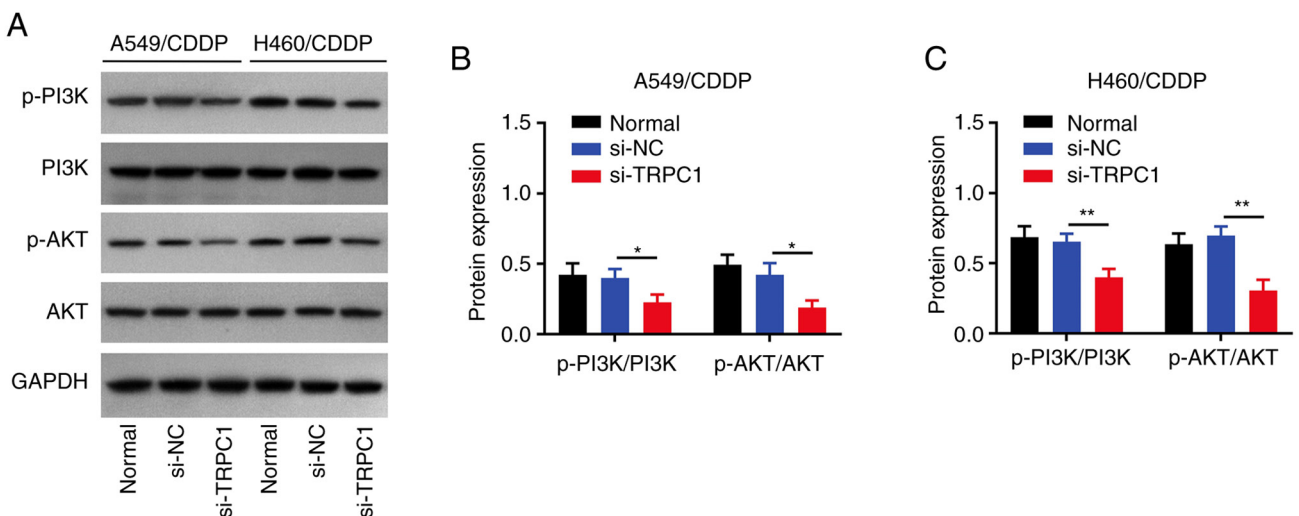 A
A549/CDDP H460/CDDP
p-PI3K
PI3K
p-AKT
AKT
GAPDH
Normal
si-NC
si-TRPC1
Normal
si-NC
si-TRPC1
B
A549/CDDP
Protein expression
1.5
1.0
0.5
0.0
Normal
si-NC
si-TRPC1
*
*
p-PI3K/PI3K p-AKT/AKT
C
H460/CDDP
Protein expression
1.5
1.0
0.5
0.0
Normal
si-NC
si-TRPC1
**
**
p-PI3K/PI3K p-AKT/AKT